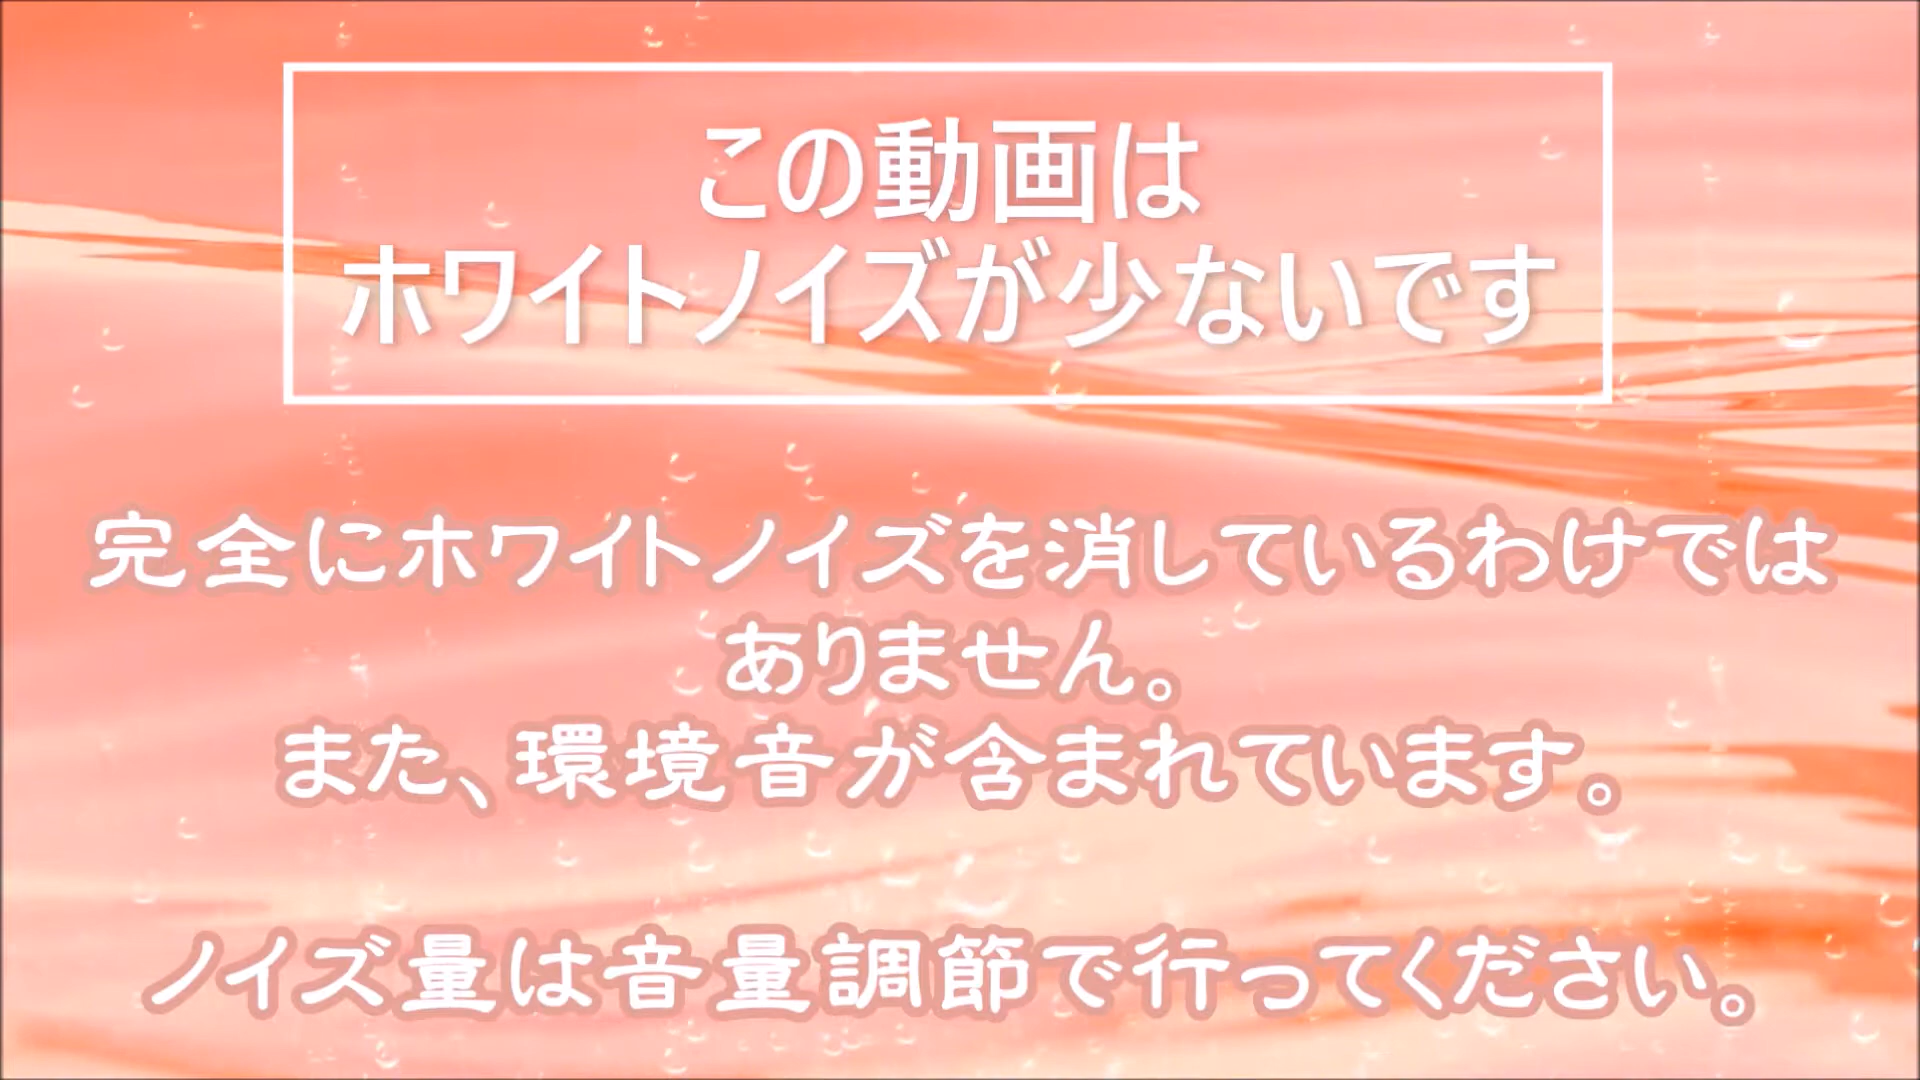 この動画は
ホワイトノイズが少ないです
完全にホワイトノイズを消しているわけでは
ありません。
また、環境音が含まれています。
ノイズ量は音量調節で行ってください。